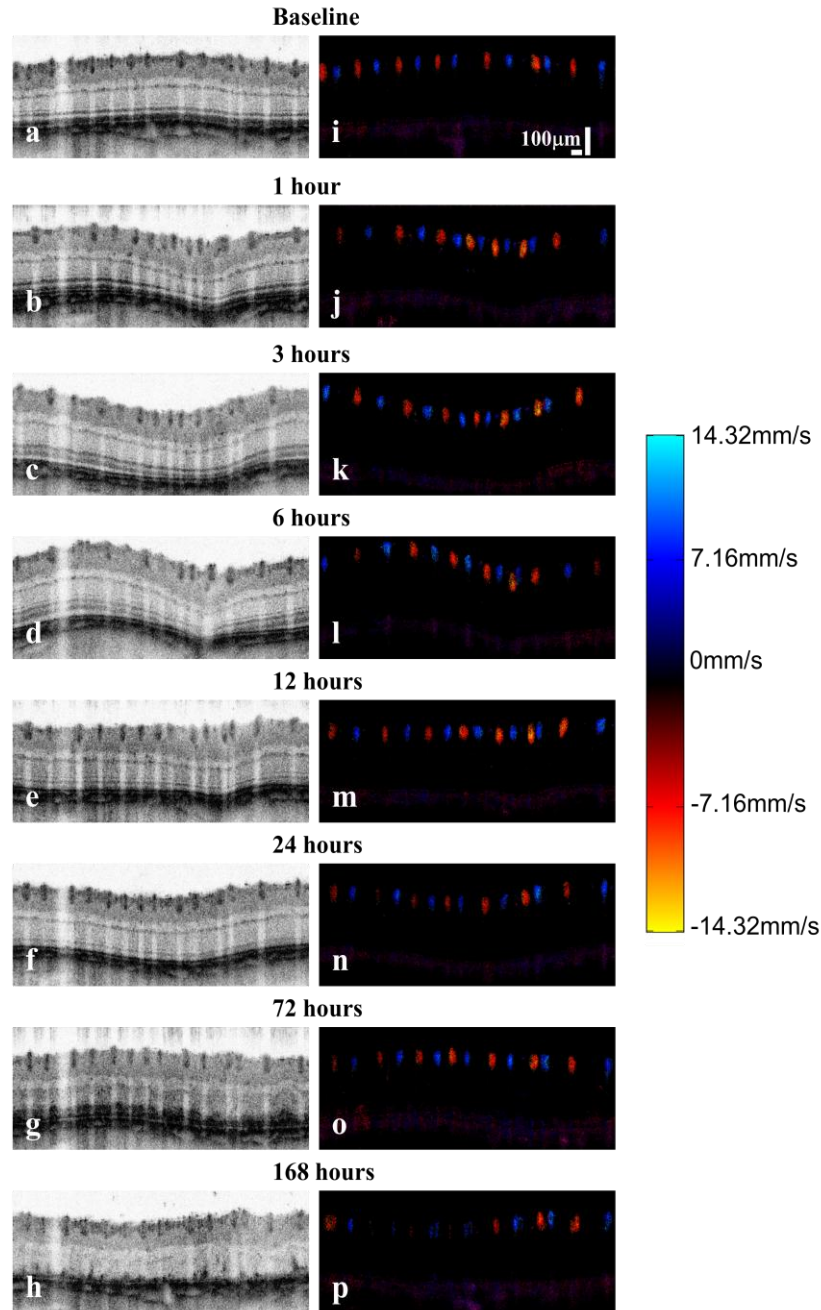 Baseline
a
i
100μm
1 hour
b
j
3 hours
c
k
14.32mm/s
7.16mm/s
0mm/s
-7.16mm/s
-14.32mm/s
6 hours
d
l
12 hours
e
m
24 hours
f
n
72 hours
g
o
168 hours
h
p